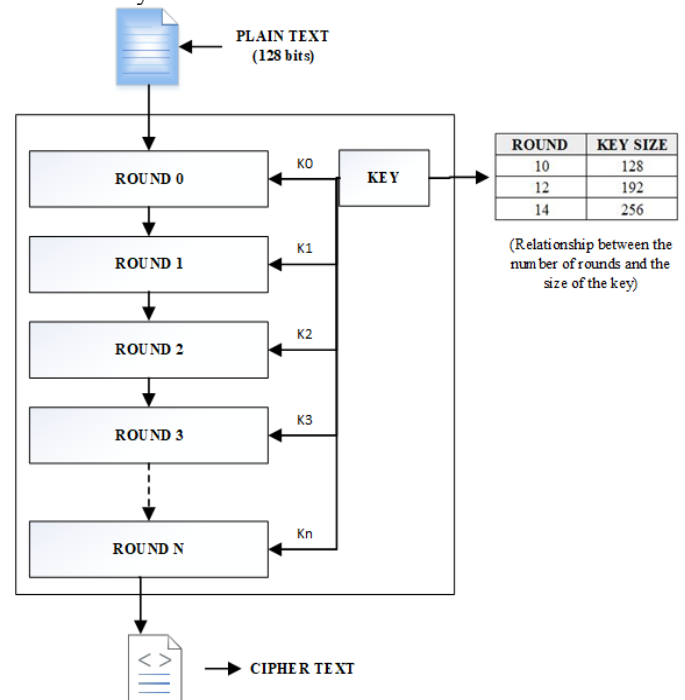 PLAIN TEXT
(128 bits)
ROUND 0
K0
KEY
ROUND KEY SIZE
10 128
12 192
14 256
(Relationship between the
number of rounds and the
size of the key)
K1
ROUND 1
K2
ROUND 2
K3
ROUND 3
Kn
ROUND N
< >
CIPHER TEXT